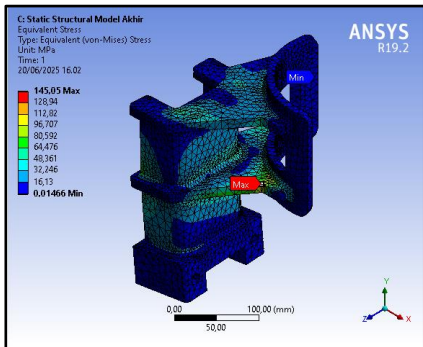 C: Static Structural Model Akhir
Equivalent Stress
Type: Equivalent (von-Mises) Stress
Unit: MPa
Time: 1
20/06/2025 16.02
ANSYS
R19.2
145,05 Max
128,94
112,82
96,707
80,592
64,476
48,361
32,246
16,13
0,01466 Min
Min
Max
0,00
100,00 (mm)
50,00
Y
Z
X